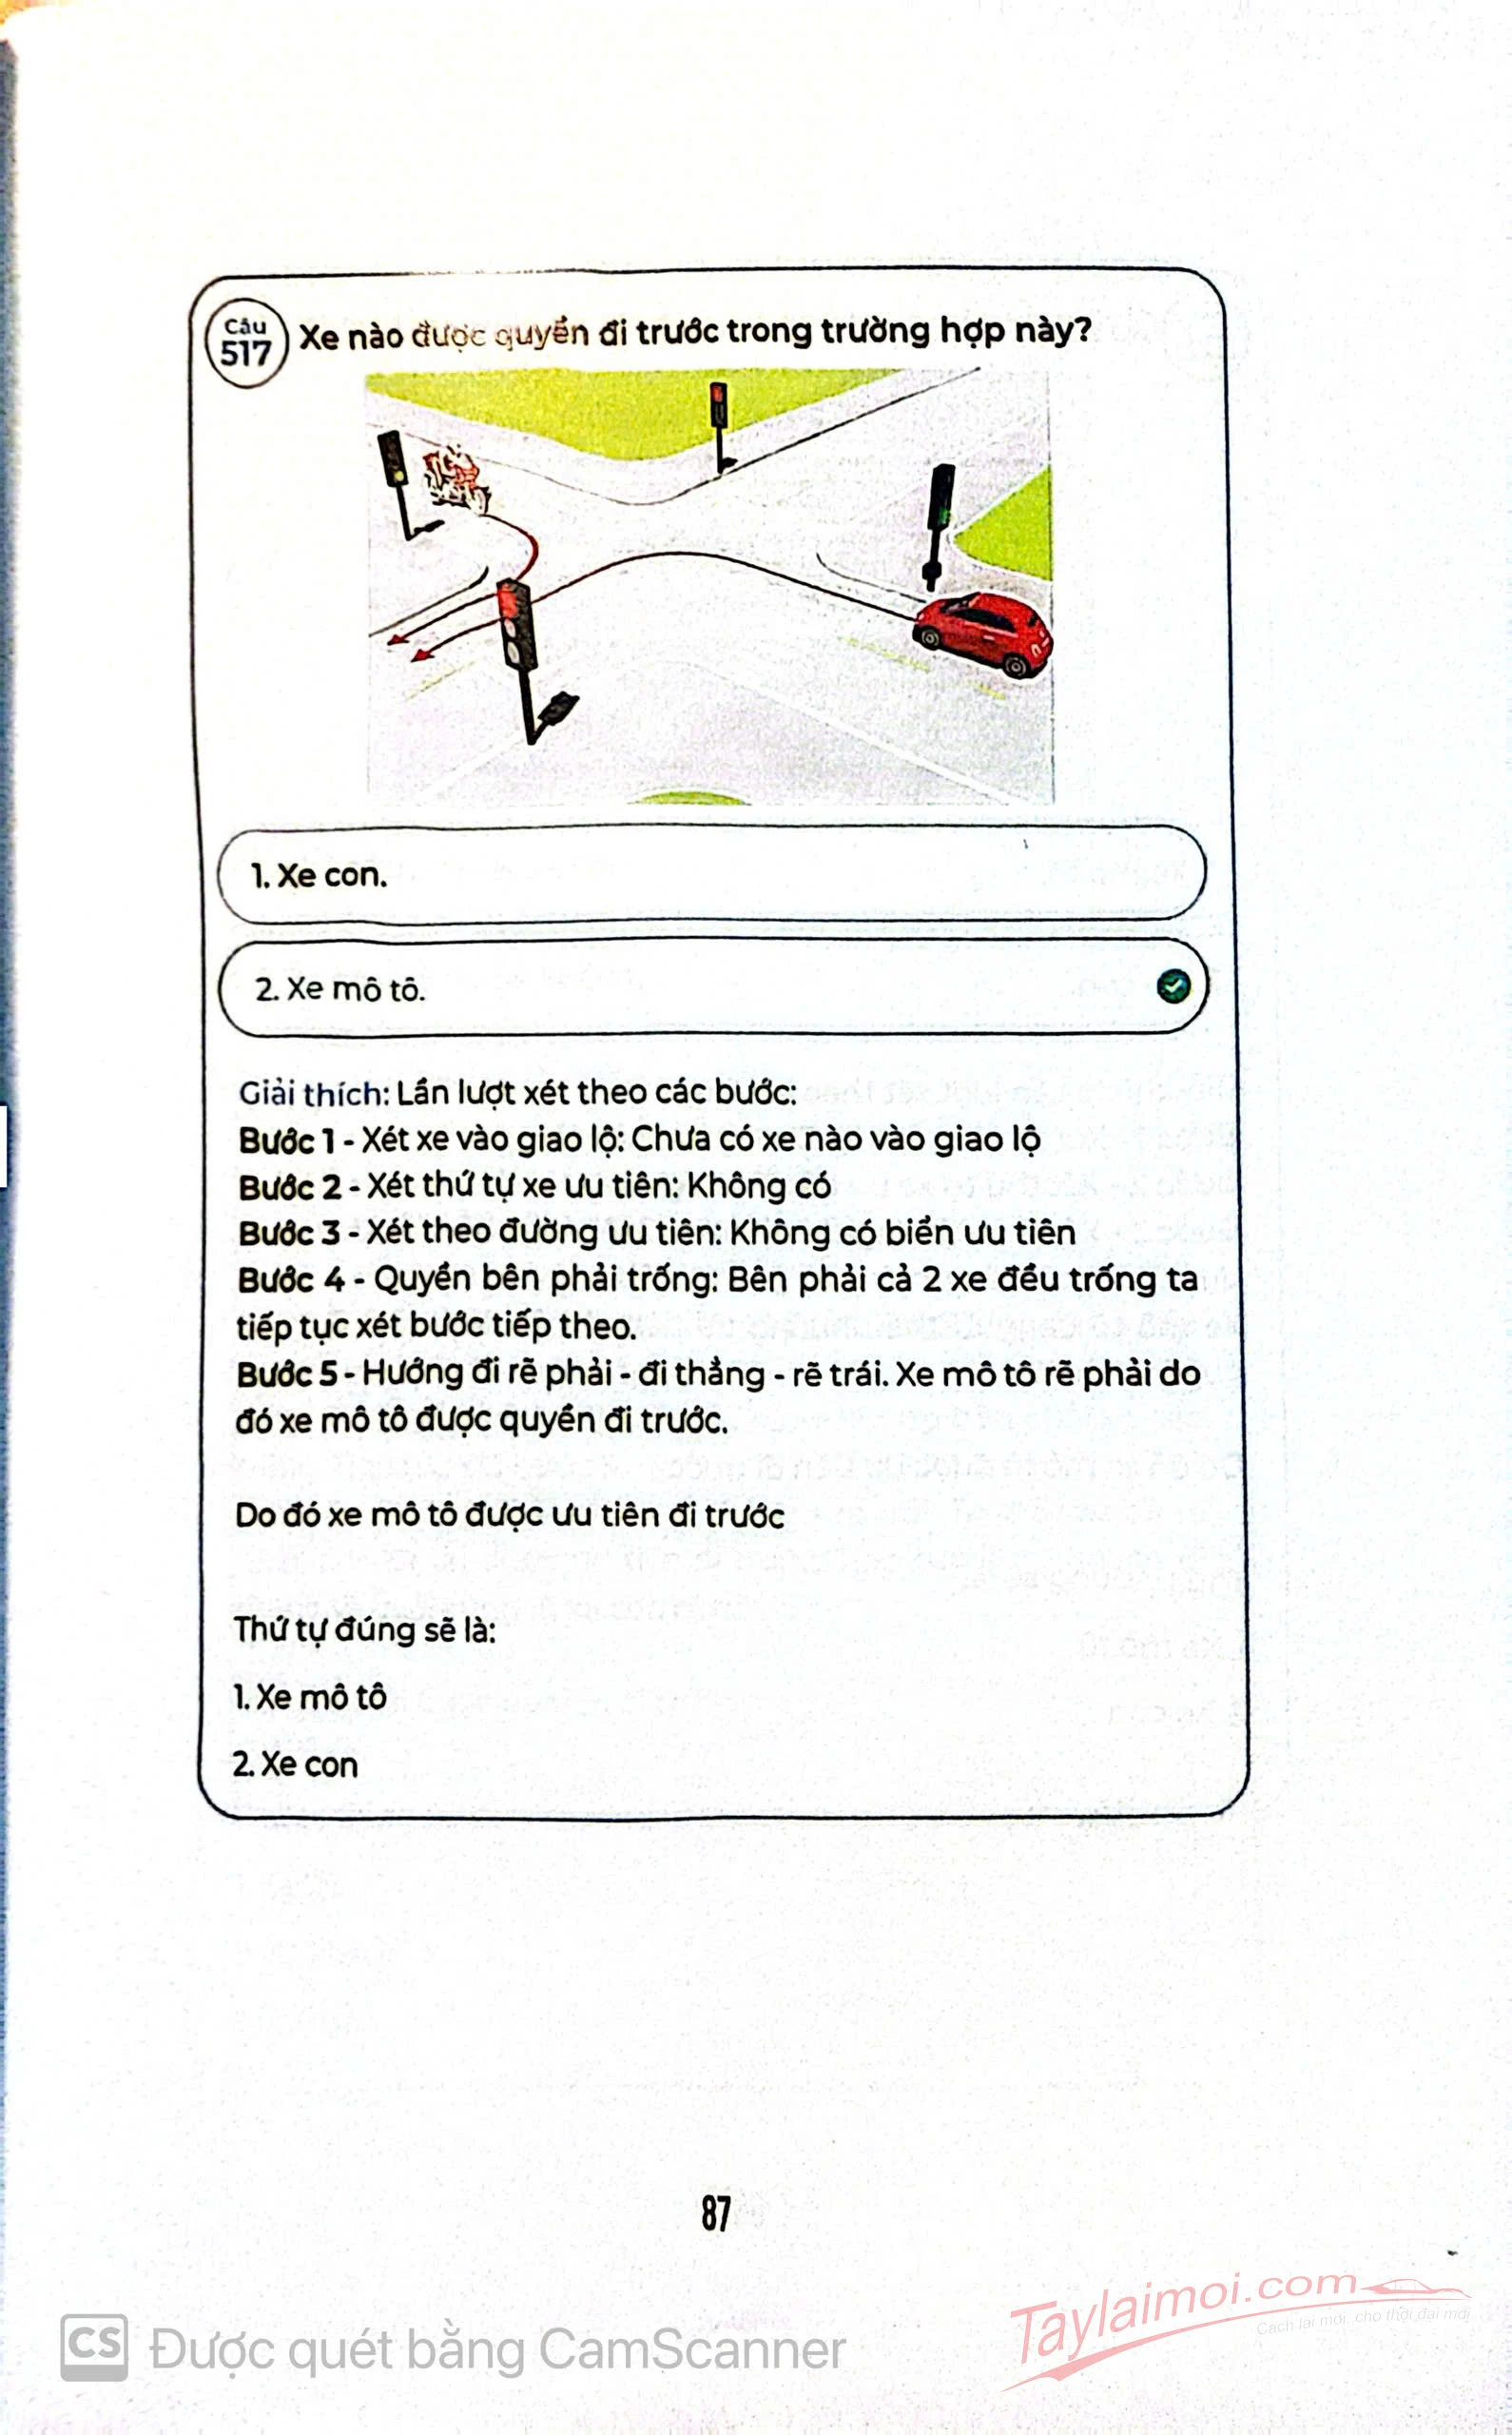 Câu
517
Xe nào được quyền đi trước trong trường hợp này?
1. Xe con.
2. Xe mô tô.
Giải thích: Lần lượt xét theo các bước:
Bước 1 - Xét xe vào giao lộ: Chưa có xe nào vào giao lộ
Bước 2 - Xét thứ tự xe ưu tiên: Không có
Bước 3 - Xét theo đường ưu tiên: Không có biển ưu tiên
Bước 4 - Quyền bên phải trống: Bên phải cả 2 xe đều trống ta
tiếp tục xét bước tiếp theo.
Bước 5 - Hướng đi rẽ phải - đi thẳng - rẽ trái. Xe mô tô rẽ phải do
đó xe mô tô được quyền đi trước.
Do đó xe mô tô được ưu tiên đi trước
Thứ tự đúng sẽ là:
1. Xe mô tô
2. Xe con
87
CS Được quét bằng CamScanner
Taylaimoi.com
Cách lái mới, cho thời đại mới